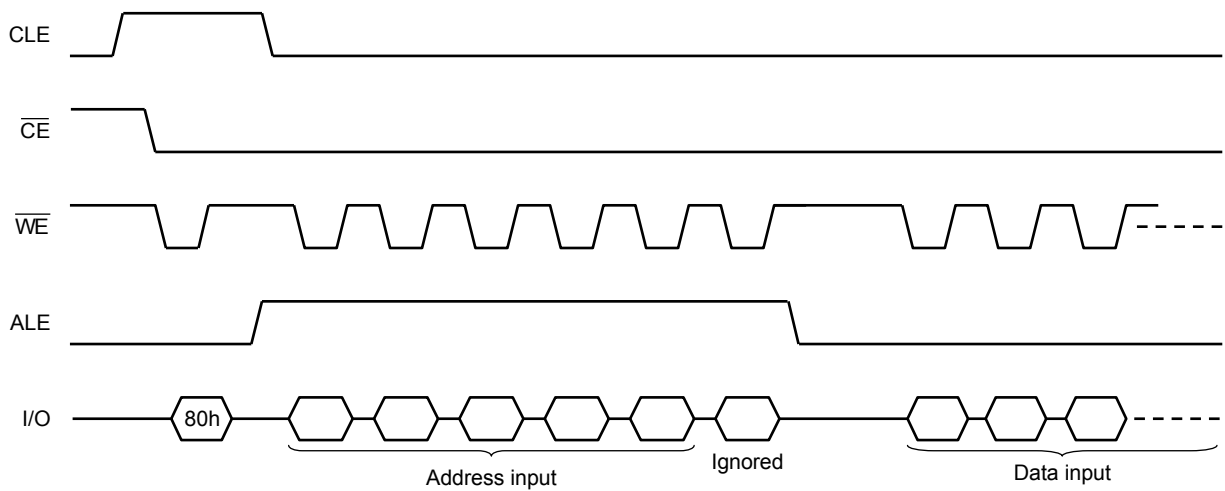 CLE
CE
WE
ALE
I/O
80h
Address input
Ignored
Data input